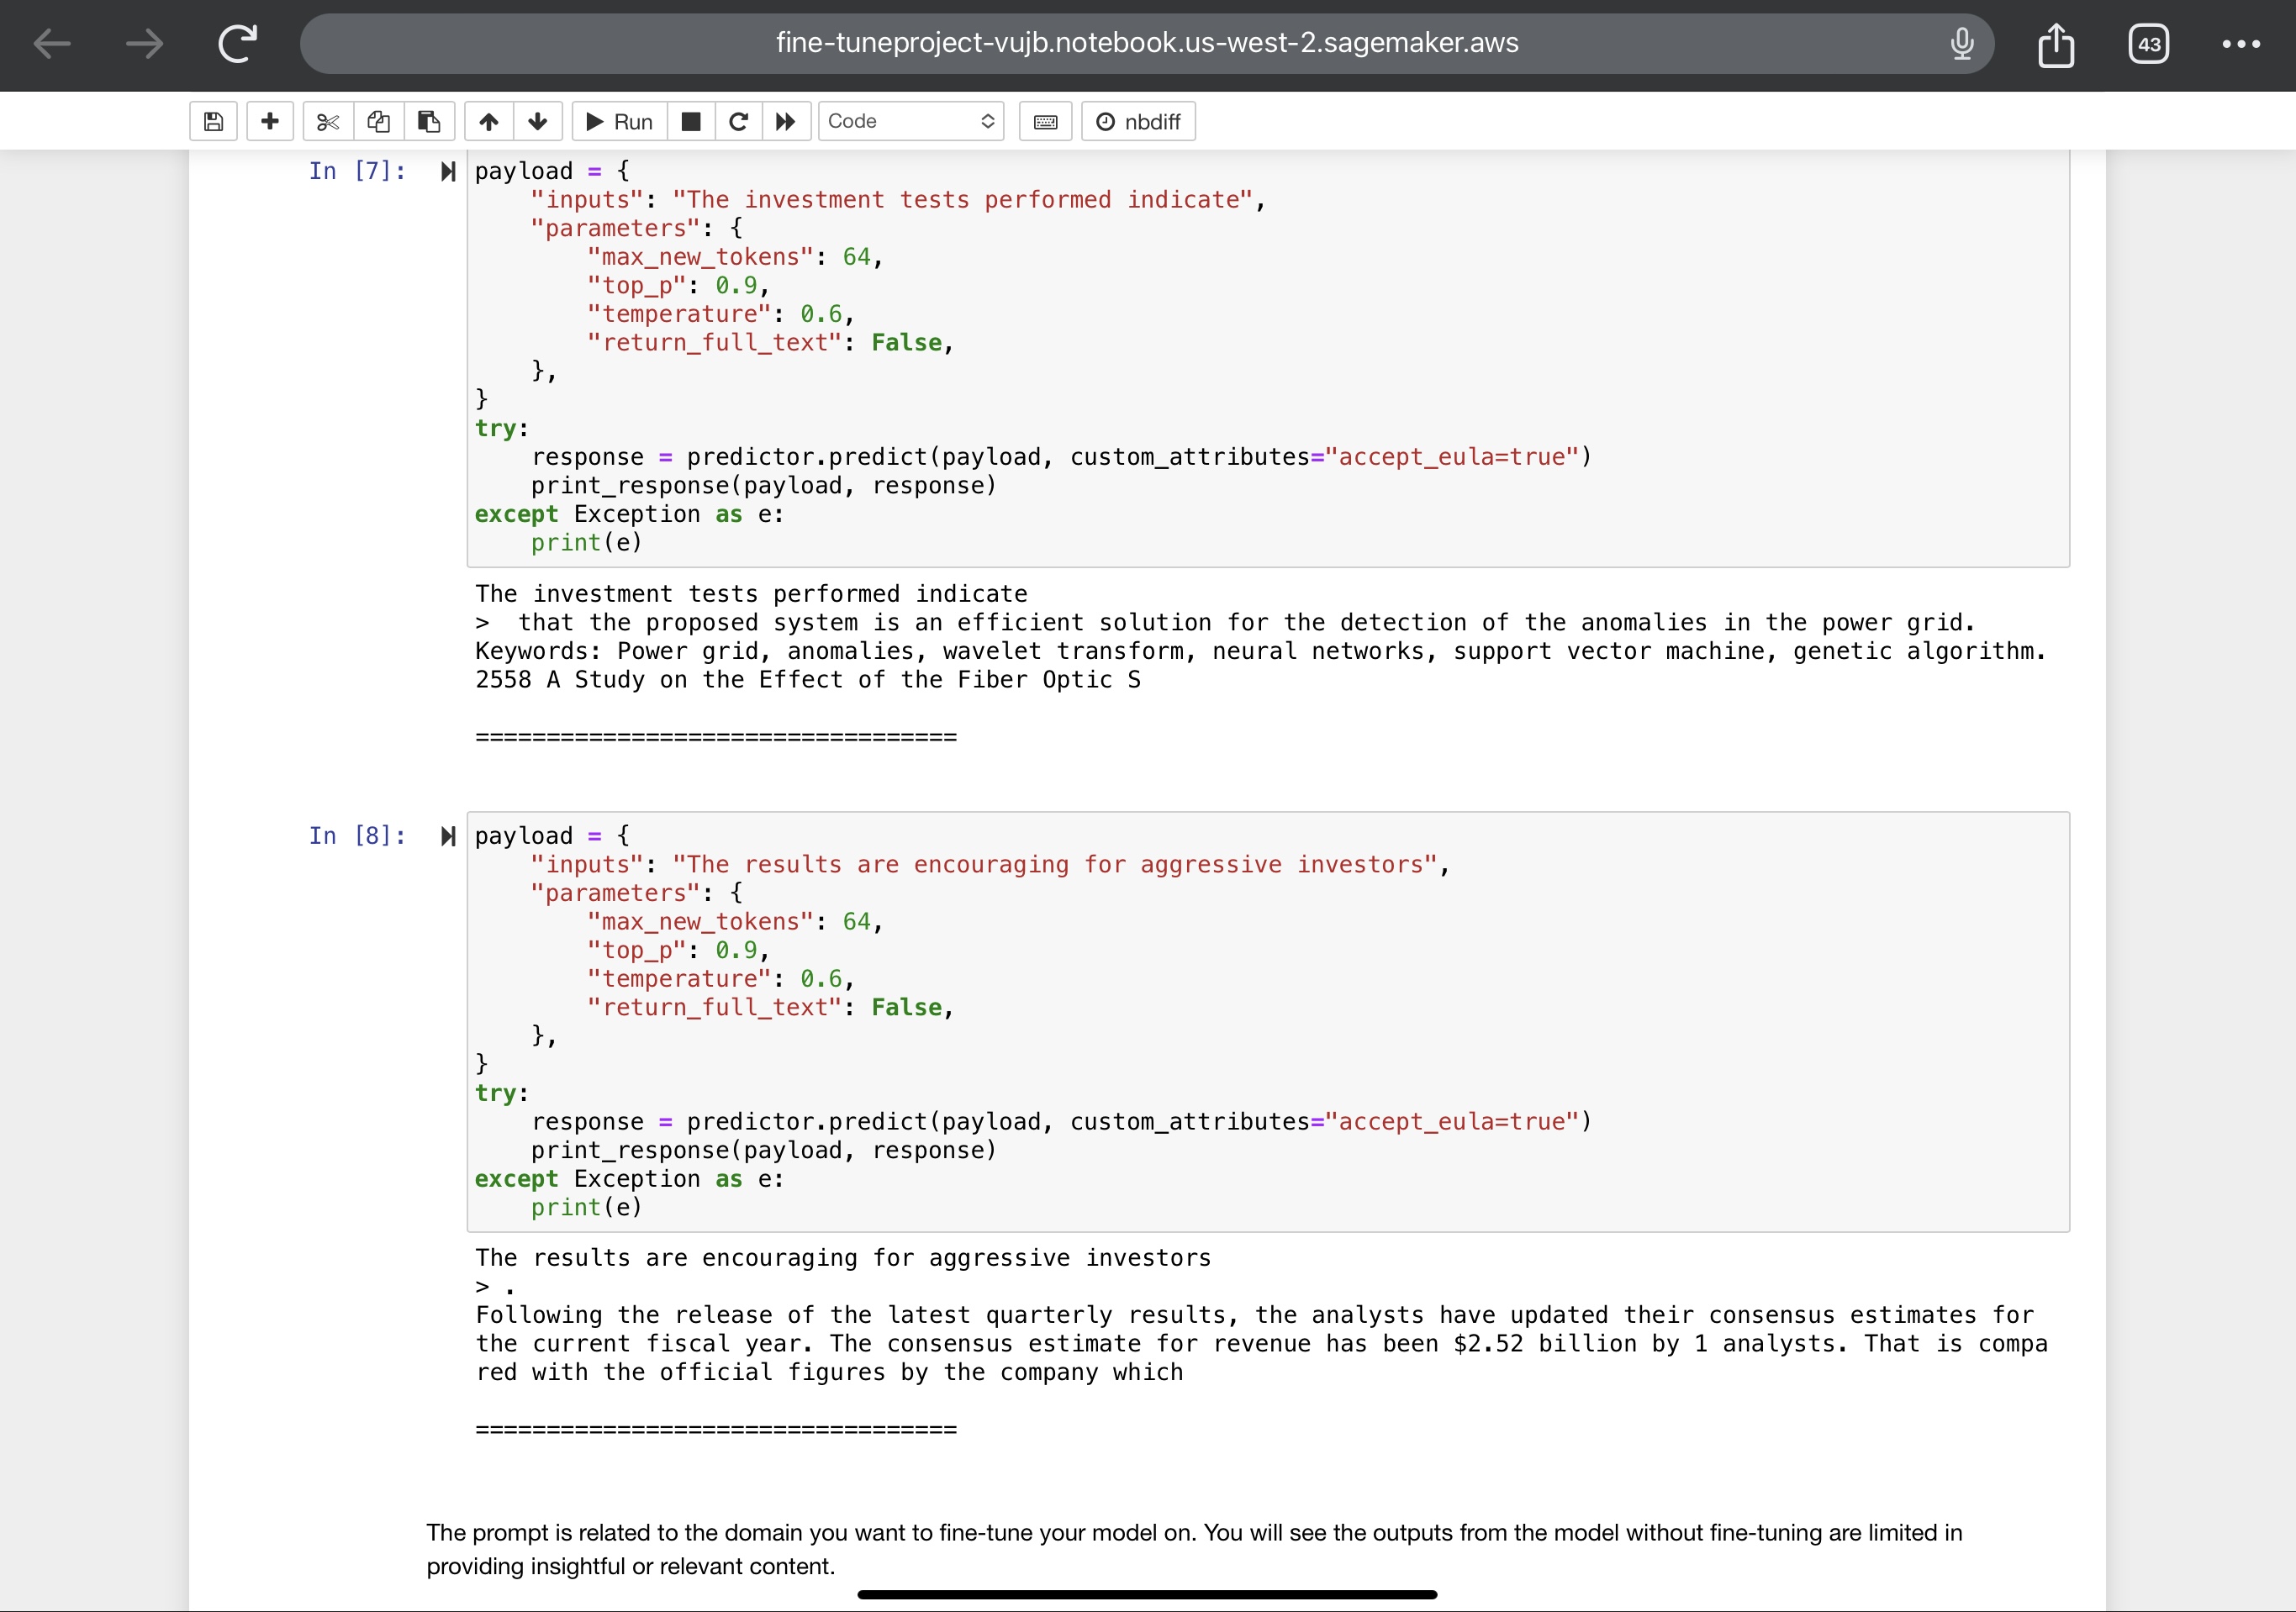 fine-tuneproject-vujb.notebook.us-west-2.sagemaker.aws
43
Run
Code
nbdiff
In [7]:
payload = {
    "inputs": "The investment tests performed indicate",
    "parameters": {
        "max_new_tokens": 64,
        "top_p": 0.9,
        "temperature": 0.6,
        "return_full_text": False,
    },
}
try:
    response = predictor.predict(payload, custom_attributes="accept_eula=true")
    print_response(payload, response)
except Exception as e:
    print(e)
The investment tests performed indicate
>  that the proposed system is an efficient solution for the detection of the anomalies in the power grid.
Keywords: Power grid, anomalies, wavelet transform, neural networks, support vector machine, genetic algorithm.
2558 A Study on the Effect of the Fiber Optic S
==================================
In [8]:
payload = {
    "inputs": "The results are encouraging for aggressive investors",
    "parameters": {
        "max_new_tokens": 64,
        "top_p": 0.9,
        "temperature": 0.6,
        "return_full_text": False,
    },
}
try:
    response = predictor.predict(payload, custom_attributes="accept_eula=true")
    print_response(payload, response)
except Exception as e:
    print(e)
The results are encouraging for aggressive investors
> .
Following the release of the latest quarterly results, the analysts have updated their consensus estimates for
the current fiscal year. The consensus estimate for revenue has been $2.52 billion by 1 analysts. That is compa
red with the official figures by the company which
==================================
The prompt is related to the domain you want to fine-tune your model on. You will see the outputs from the model without fine-tuning are limited in
providing insightful or relevant content.